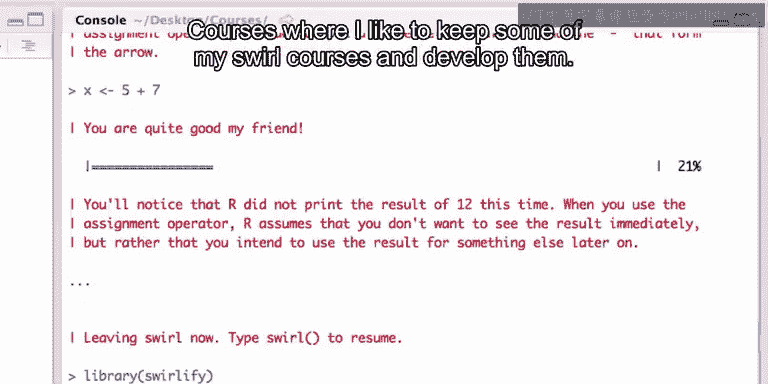 Console ~/Desktop/Courses/
Courses where I like to keep some of
my swirl courses and develop them.
| the arrow.
> x <- 5 + 7
| You are quite good my friend!
|================ | 21%
| You'll notice that R did not print the result of 12 this time. When you use the
| assignment operator, R assumes that you don't want to see the result immediately,
| but rather that you intend to use the result for something else later on.
...
| Leaving swirl now. Type swirl() to resume.
> library(swirlify)